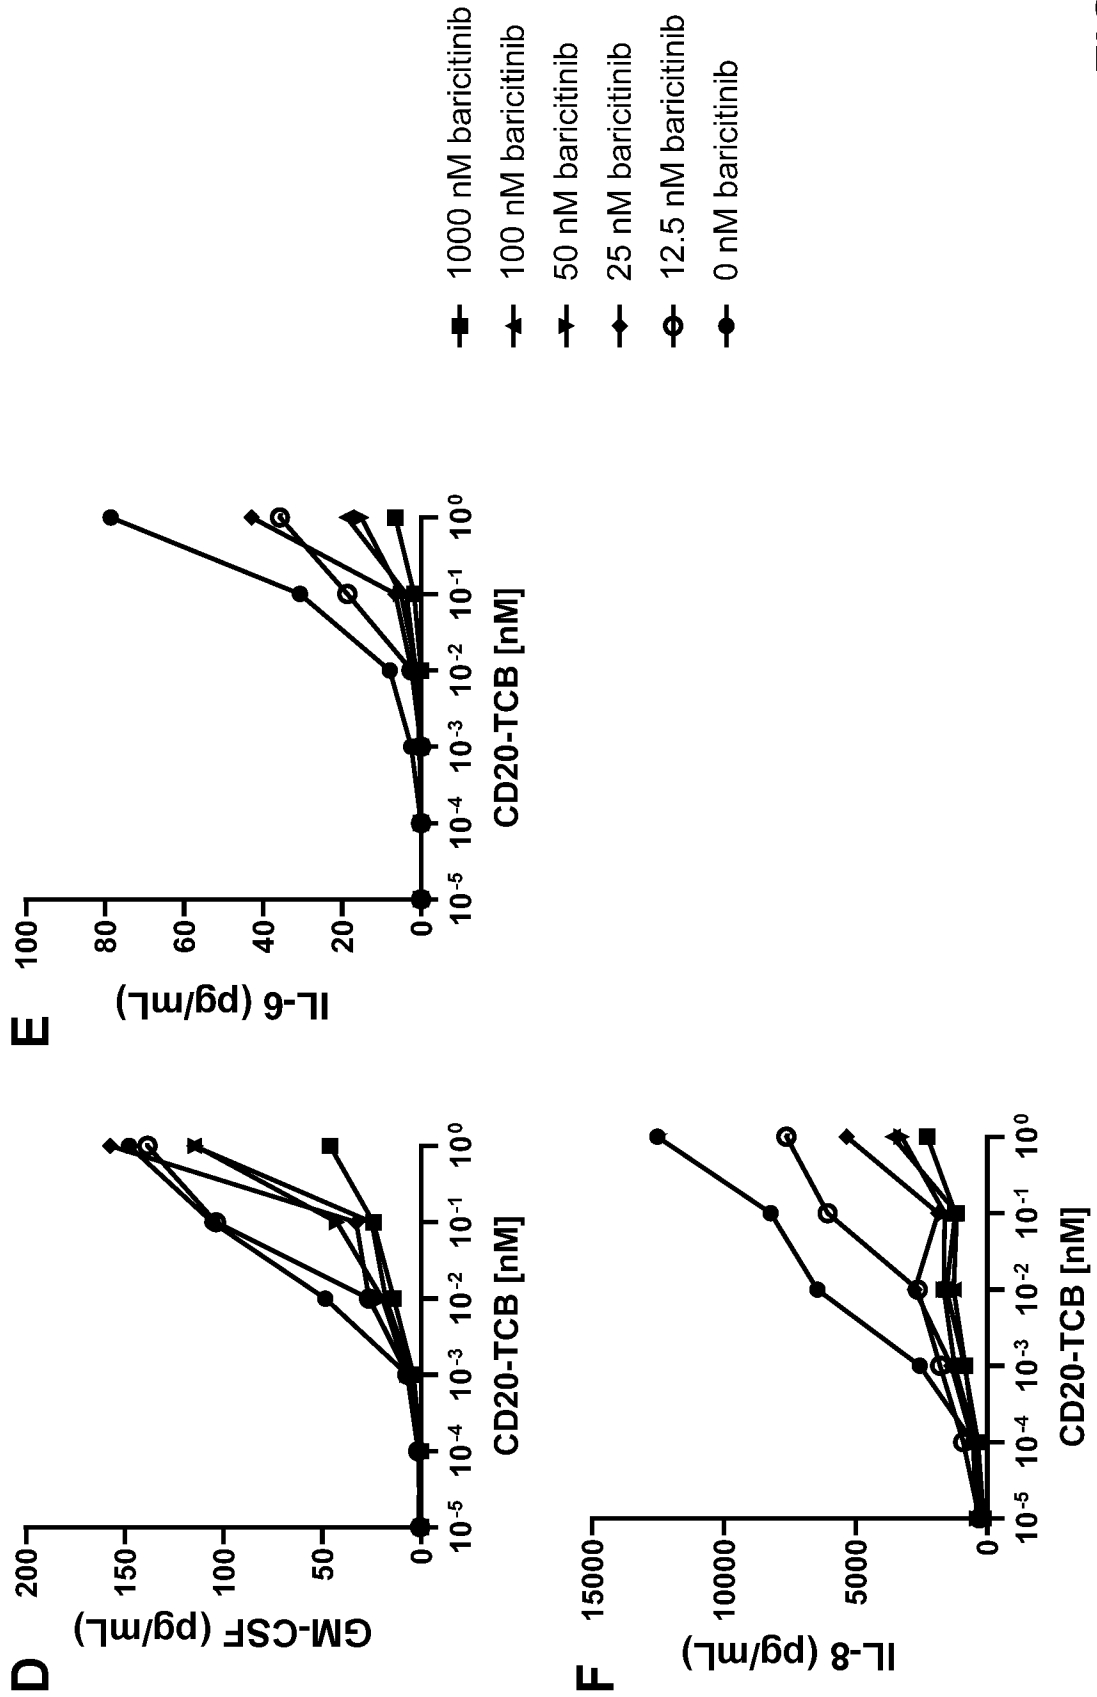 D
GM-CSF (pg/mL)
200
150
100
50
0
10-5 10-4 10-3 10-2 10-1 100
CD20-TCB [nM]
E
IL-6 (pg/mL)
100
80
60
40
20
0
10-5 10-4 10-3 10-2 10-1 100
CD20-TCB [nM]
F
IL-8 (pg/mL)
15000
10000
5000
0
10-5 10-4 10-3 10-2 10-1 100
CD20-TCB [nM]
1000 nM baricitinib
100 nM baricitinib
50 nM baricitinib
25 nM baricitinib
12.5 nM baricitinib
0 nM baricitinib